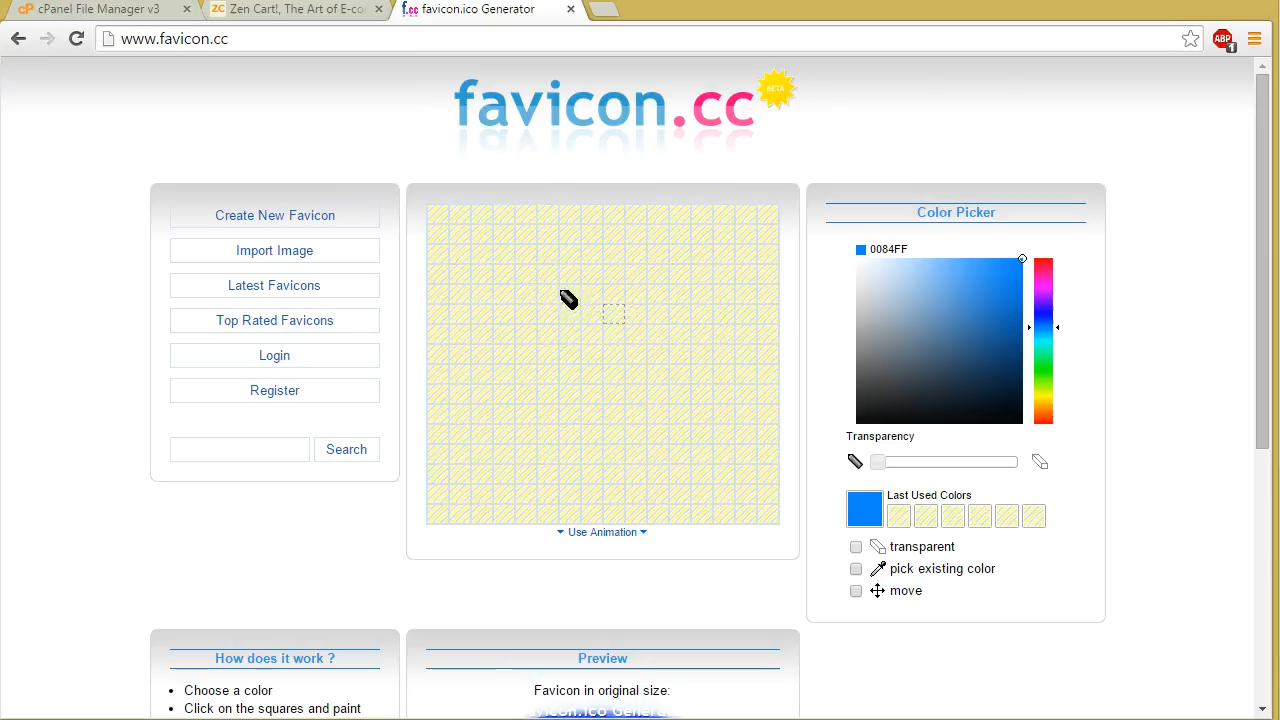 cPanel File Manager v3
Zen Cart!, The Art of E-co
favicon.ico Generator
www.favicon.cc
ABP
1
favicon.cc
BETA
Create New Favicon
Import Image
Latest Favicons
Top Rated Favicons
Login
Register
Search
Use Animation
Color Picker
0084FF
Transparency
Last Used Colors
transparent
pick existing color
move
How does it work ?
• Choose a color
• Click on the squares and paint
Preview
Favicon in original size: